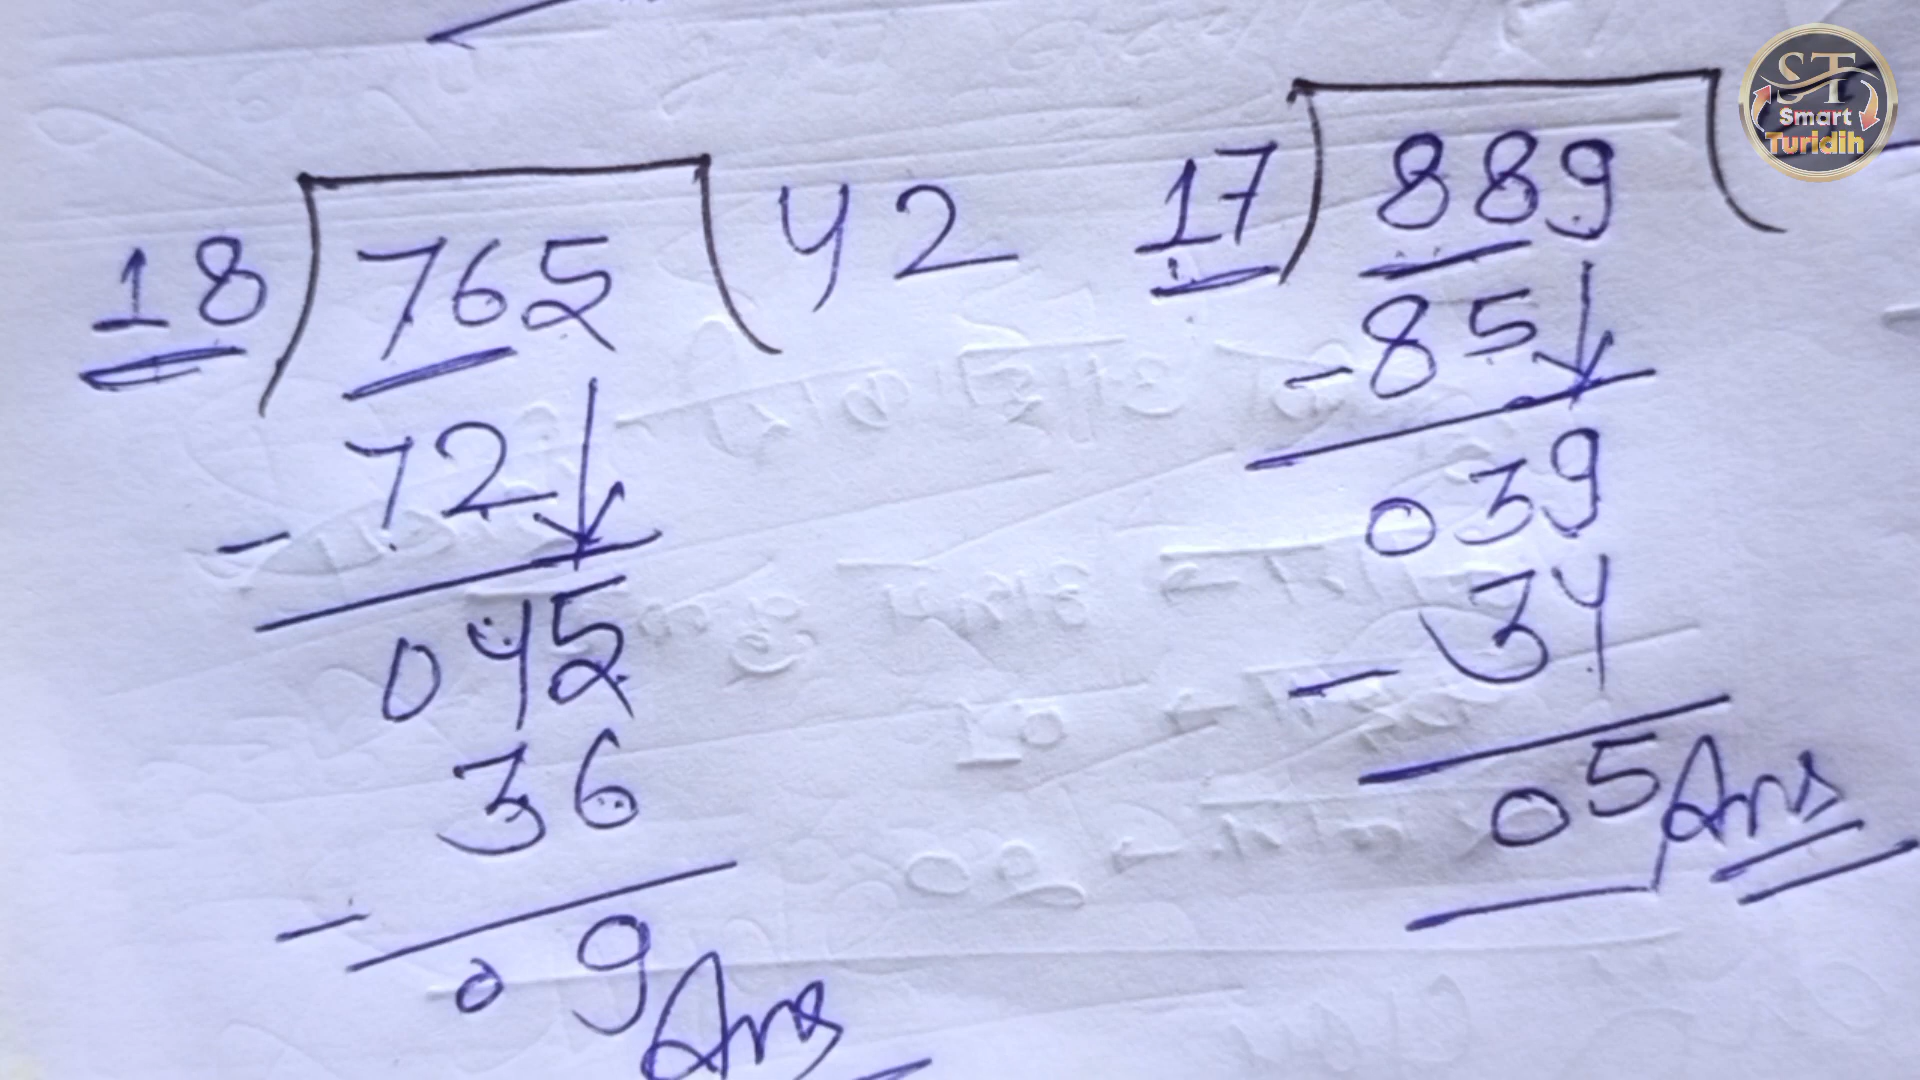 18) 765 ( 42
- 72
045
- 36
09 Ans
17) 889 (
- 85
039
- 34
05 Ans
ST
Smart
Turidih